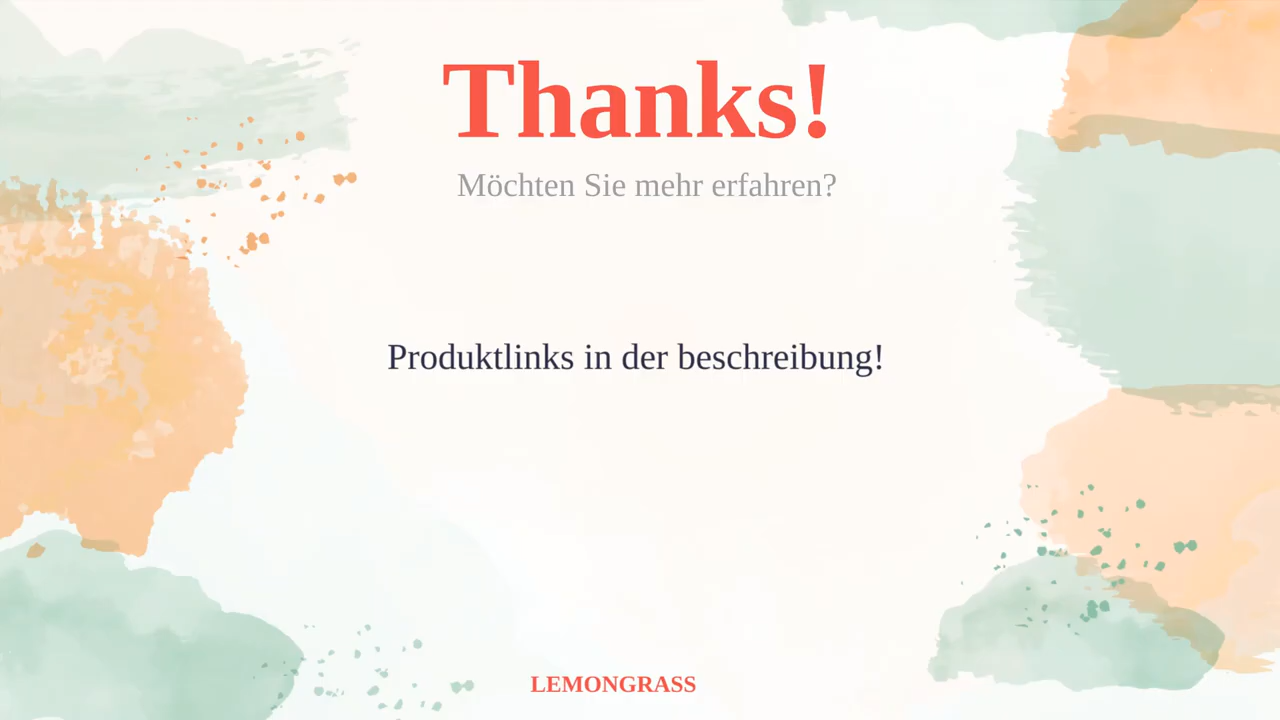 Thanks!
Möchten Sie mehr erfahren?
Produktlinks in der beschreibung!
LEMONGRASS